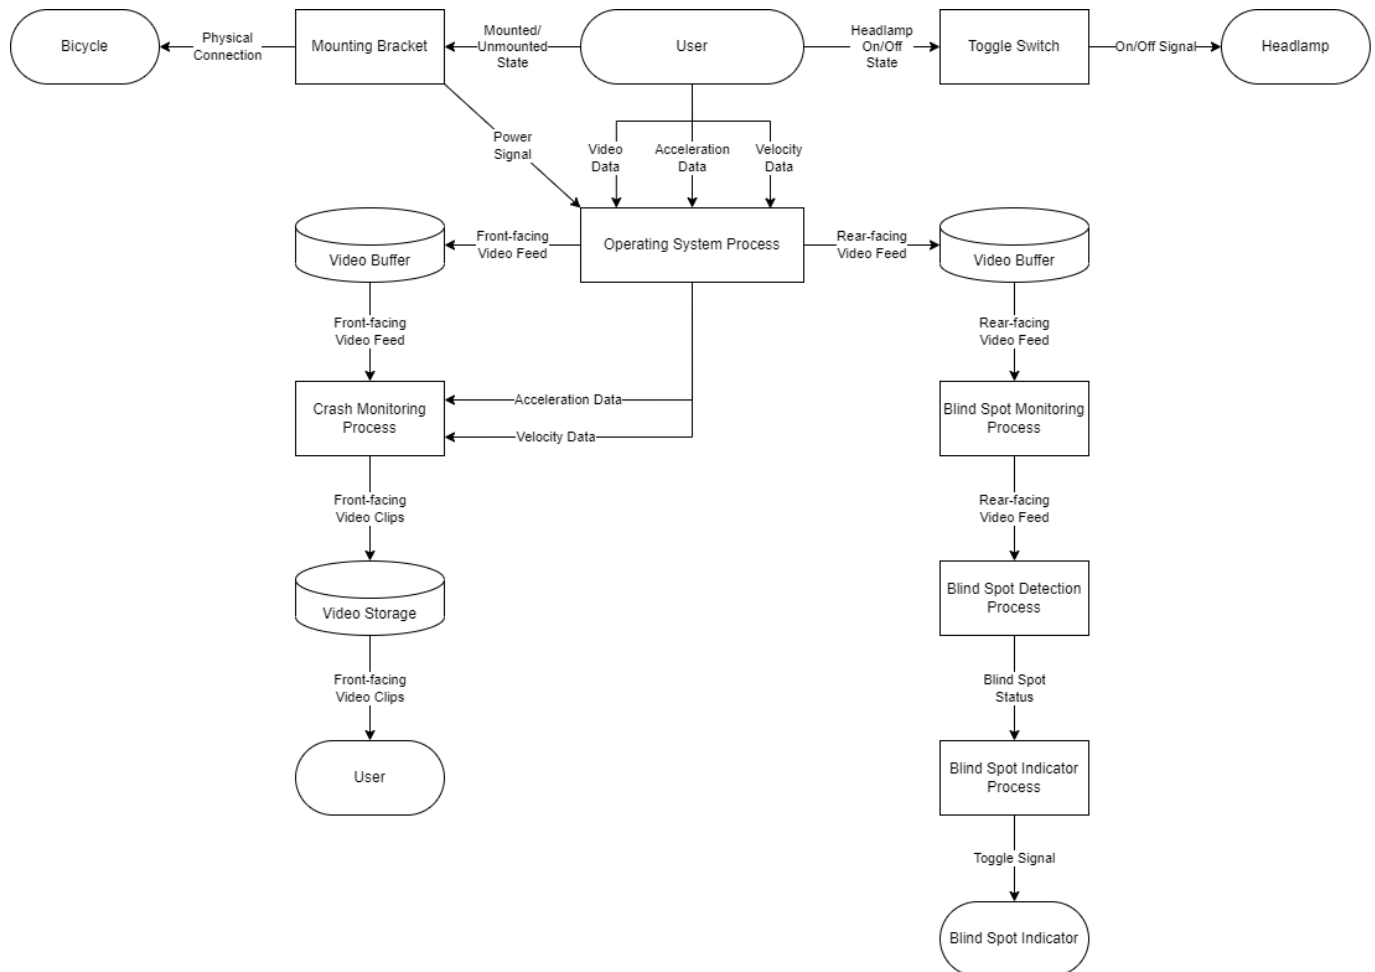 Bicycle
Physical
Connection
Mounting Bracket
Mounted/
Unmounted
State
User
Headlamp
On/Off
State
Toggle Switch
On/Off Signal
Headlamp
Power
Signal
Video
Data
Acceleration
Data
Velocity
Data
Video Buffer
Front-facing
Video Feed
Operating System Process
Rear-facing
Video Feed
Video Buffer
Front-facing
Video Feed
Rear-facing
Video Feed
Crash Monitoring
Process
Acceleration Data
Velocity Data
Blind Spot Monitoring
Process
Front-facing
Video Clips
Rear-facing
Video Feed
Video Storage
Blind Spot Detection
Process
Front-facing
Video Clips
Blind Spot
Status
User
Blind Spot Indicator
Process
Toggle Signal
Blind Spot Indicator